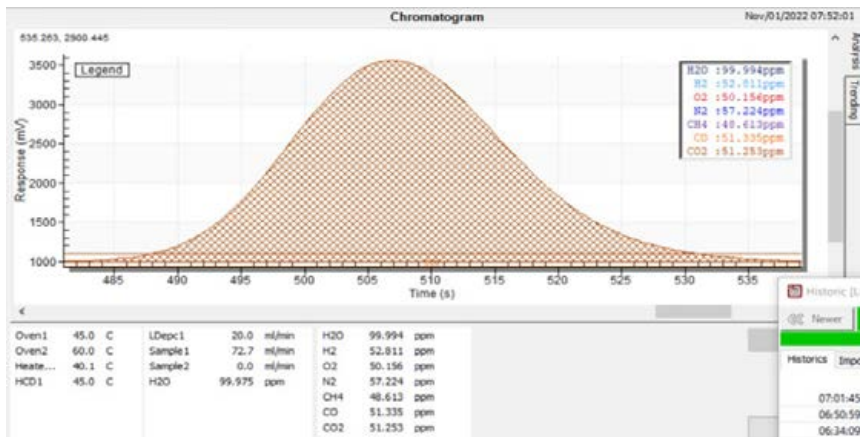 Chromatogram
Nov/01/2022 07:52:01
535.263, 2900.445
Legend
3500
3000
2500
2000
1500
1000
Response (mV)
H2O :99.994ppm
H2 :52.811ppm
O2 :50.156ppm
N2 :57.224ppm
CH4 :48.613ppm
CO :51.335ppm
CO2 :51.253ppm
Analysis
Trending
485 490 495 500 505 510 515 520 525 530 535
Time (s)
Historic [L
Newer
Historics Impo
07:01:45
06:50:59
06:34:09
Oven1 45.0 C LDepc1 20.0 ml/min H2O 99.994 ppm
Oven2 60.0 C Sample1 72.7 ml/min H2 52.811 ppm
Heate... 40.1 C Sample2 0.0 ml/min O2 50.156 ppm
HCD1 45.0 C H2O 99.975 ppm N2 57.224 ppm
CH4 48.613 ppm
CO 51.335 ppm
CO2 51.253 ppm